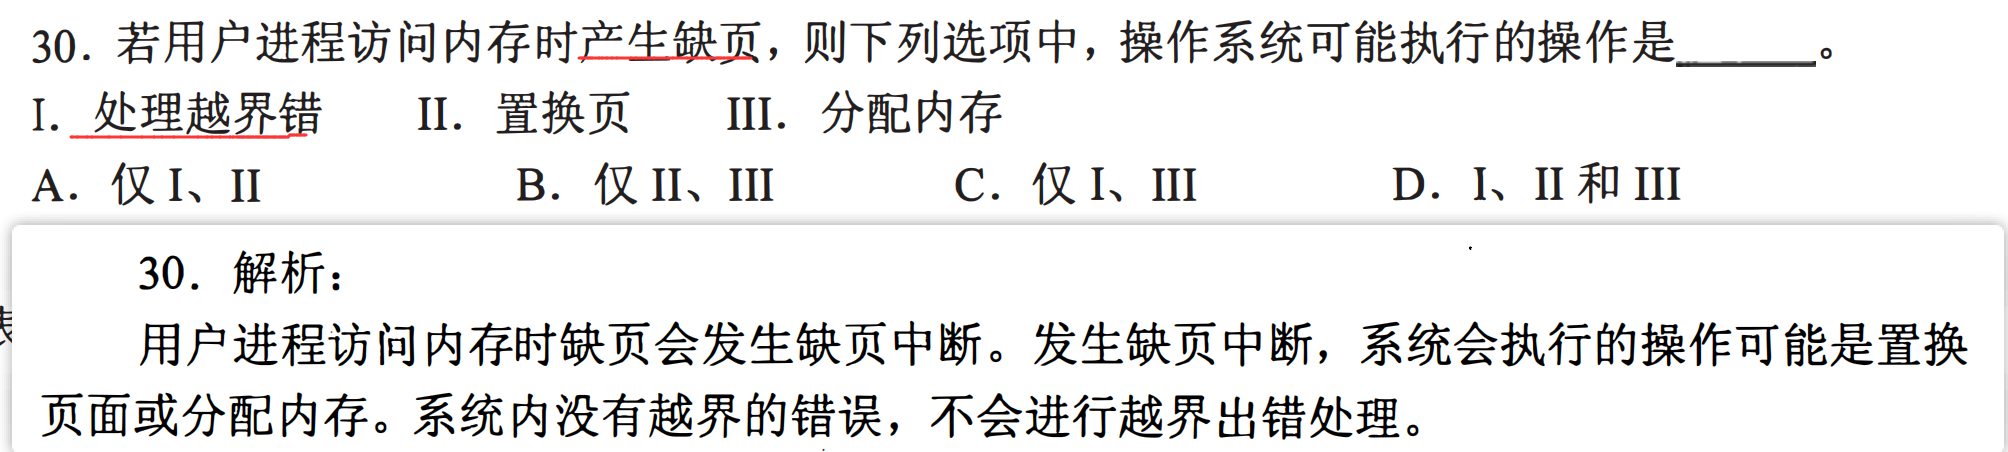 30. 若用户进程访问内存时产生缺页，则下列选项中，操作系统可能执行的操作是______。
I. 处理越界错 II. 置换页 III. 分配内存
A. 仅 I、II B. 仅 II、III C. 仅 I、III D. I、II 和 III
30. 解析：
用户进程访问内存时缺页会发生缺页中断。发生缺页中断，系统会执行的操作可能是置换
页面或分配内存。系统内没有越界的错误，不会进行越界出错处理。